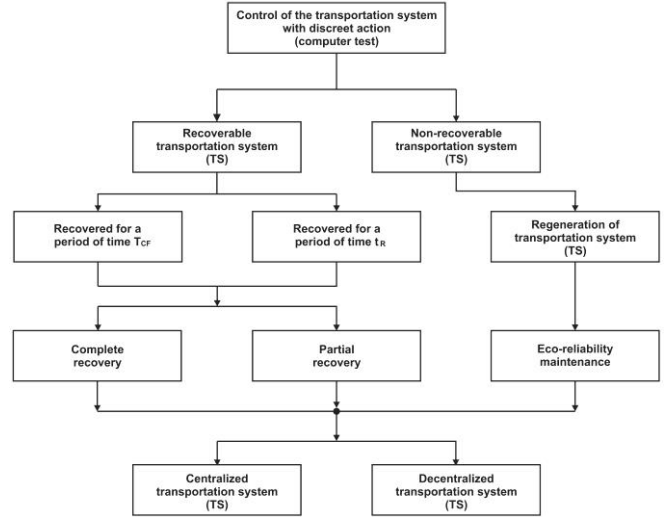 Control of the transportation system
with discreet action
(computer test)
Recoverable
transportation system
(TS)
Non-recoverable
transportation system
(TS)
Recovered for a
period of time TCF
Recovered for a
period of time tR
Regeneration of
transportation system
(TS)
Complete
recovery
Partial
recovery
Eco-reliability
maintenance
Centralized
transportation system
(TS)
Decentralized
transportation system
(TS)